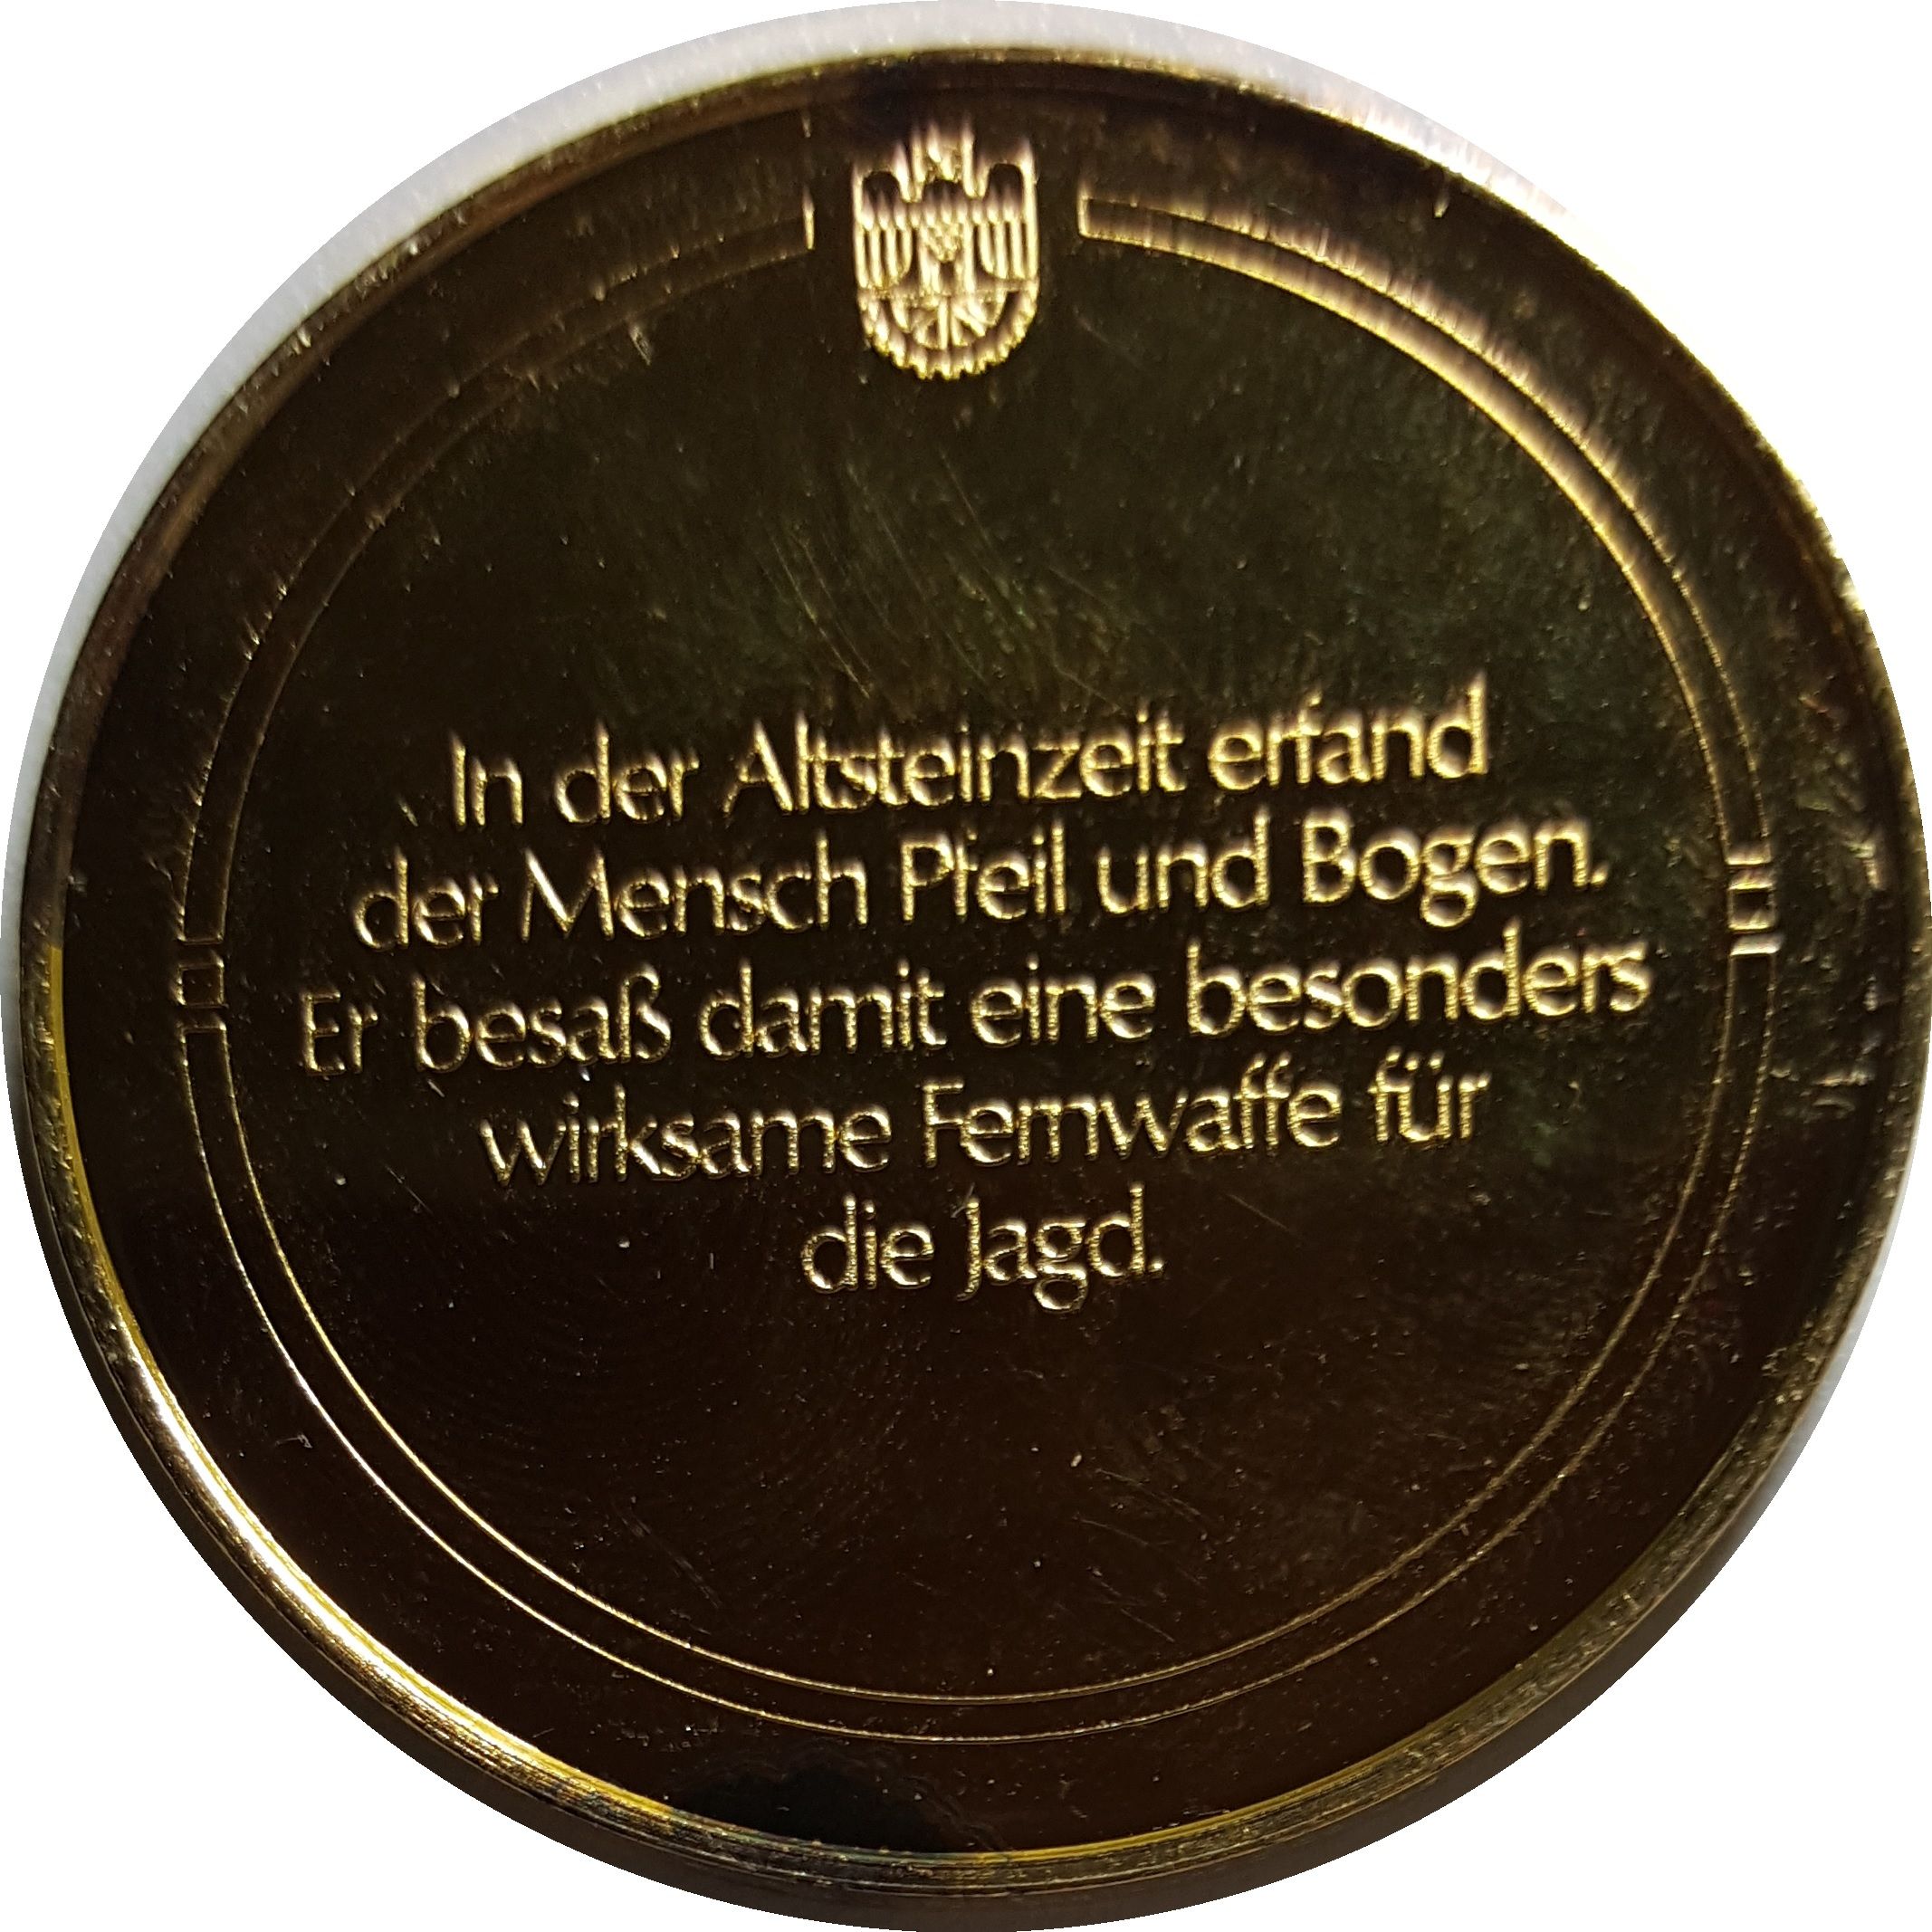 In der Altsteinzeit erfand
der Mensch Pfeil und Bogen.
Er besaß damit eine besonders
wirksame Fernwaffe für
die Jagd.